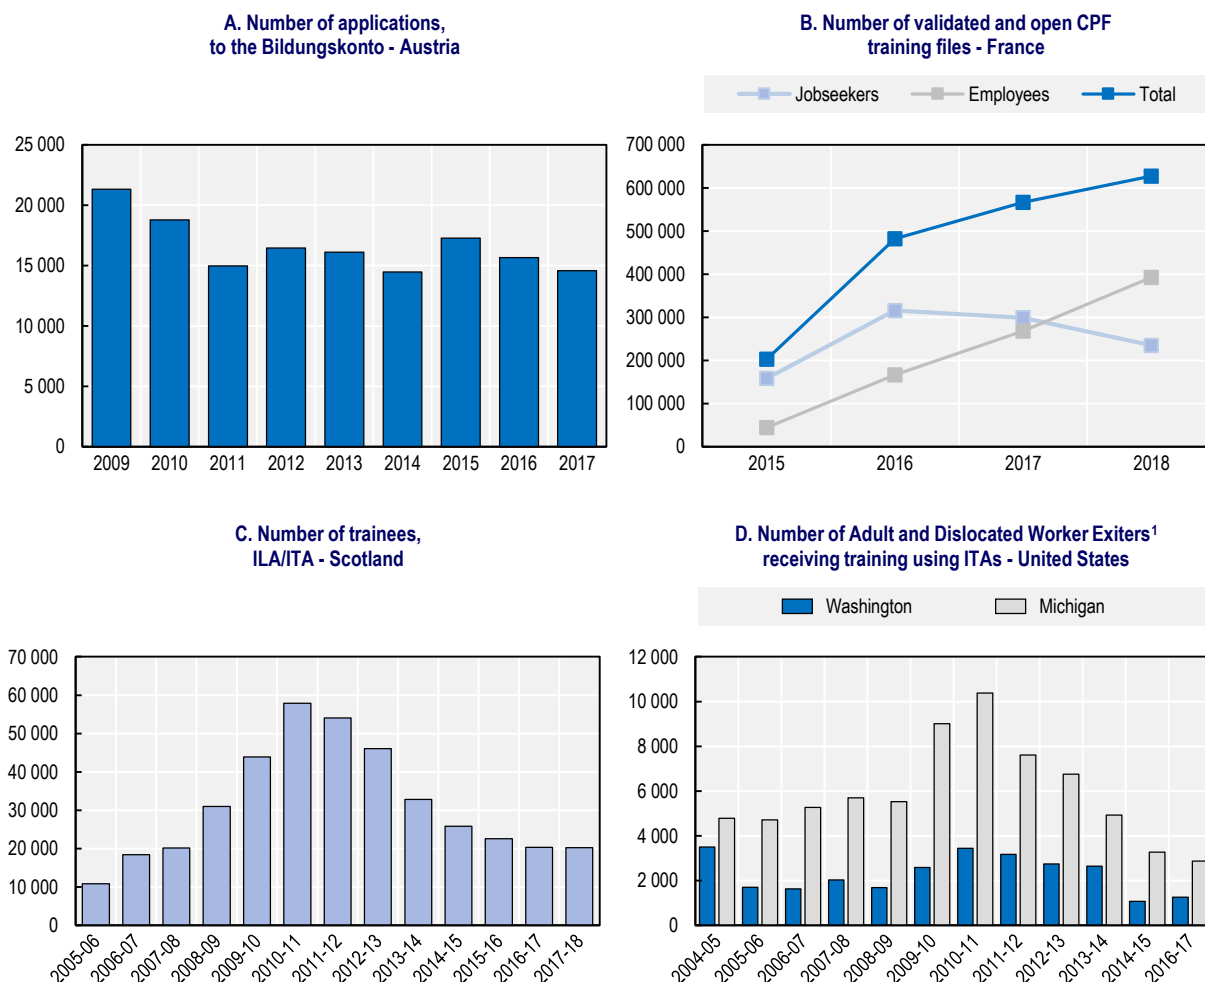 A. Number of applications,
to the Bildungskonto - Austria
25 000
20 000
15 000
10 000
5 000
0
2009 2010 2011 2012 2013 2014 2015 2016 2017
B. Number of validated and open CPF
training files - France
Jobseekers Employees Total
700 000
600 000
500 000
400 000
300 000
200 000
100 000
0
2015 2016 2017 2018
C. Number of trainees,
ILA/ITA - Scotland
70 000
60 000
50 000
40 000
30 000
20 000
10 000
0
2005-06 2006-07 2007-08 2008-09 2009-10 2010-11 2011-12 2012-13 2013-14 2014-15 2015-16 2016-17 2017-18
D. Number of Adult and Dislocated Worker Exiters¹
receiving training using ITAs - United States
Washington Michigan
12 000
10 000
8 000
6 000
4 000
2 000
0
2004-05 2005-06 2006-07 2007-08 2008-09 2009-10 2010-11 2011-12 2012-13 2013-14 2014-15 2016-17